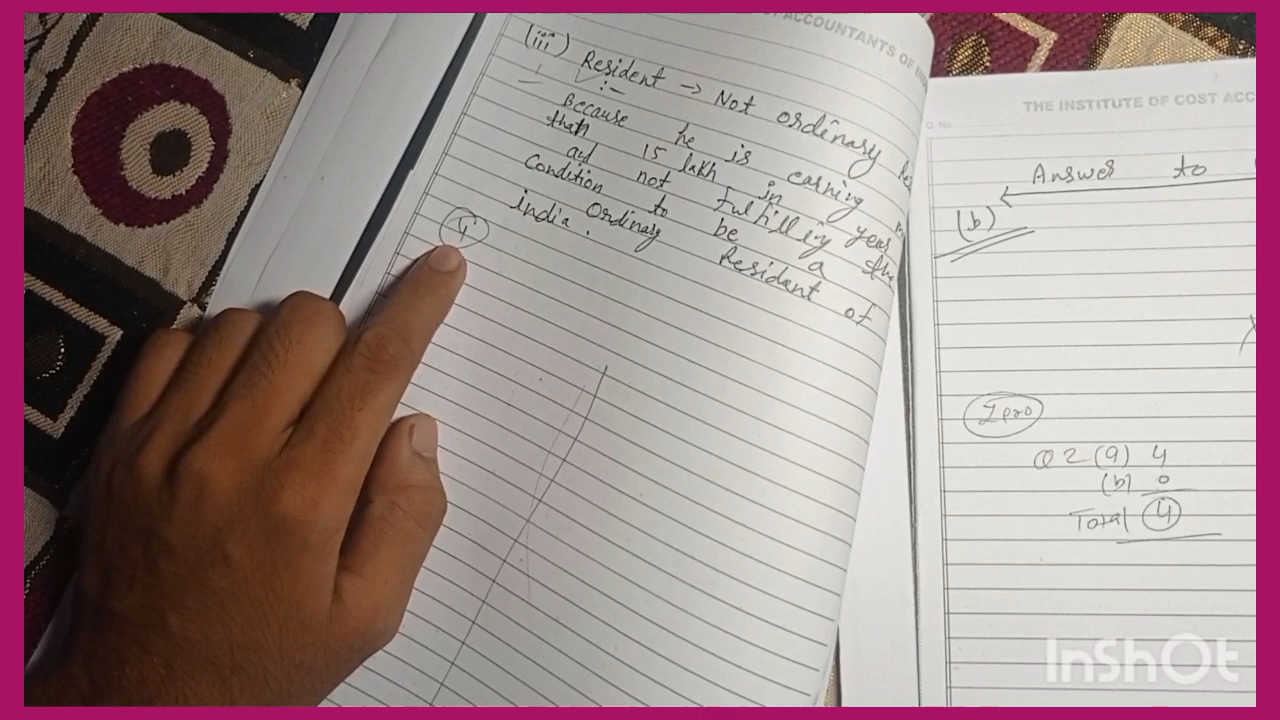 ACCOUNTANTS OF
(iii) Resident → Not ordinary
Because he is earning
than 15 lakh in year
and not fulfilling the
Condition to be a
Ordinary Resident of
india.
4
THE INSTITUTE OF COST ACC
Q. No.
Answer to
(b)
Zero
Q 2 (a) 4
(b) 0
Total 4
InShOt